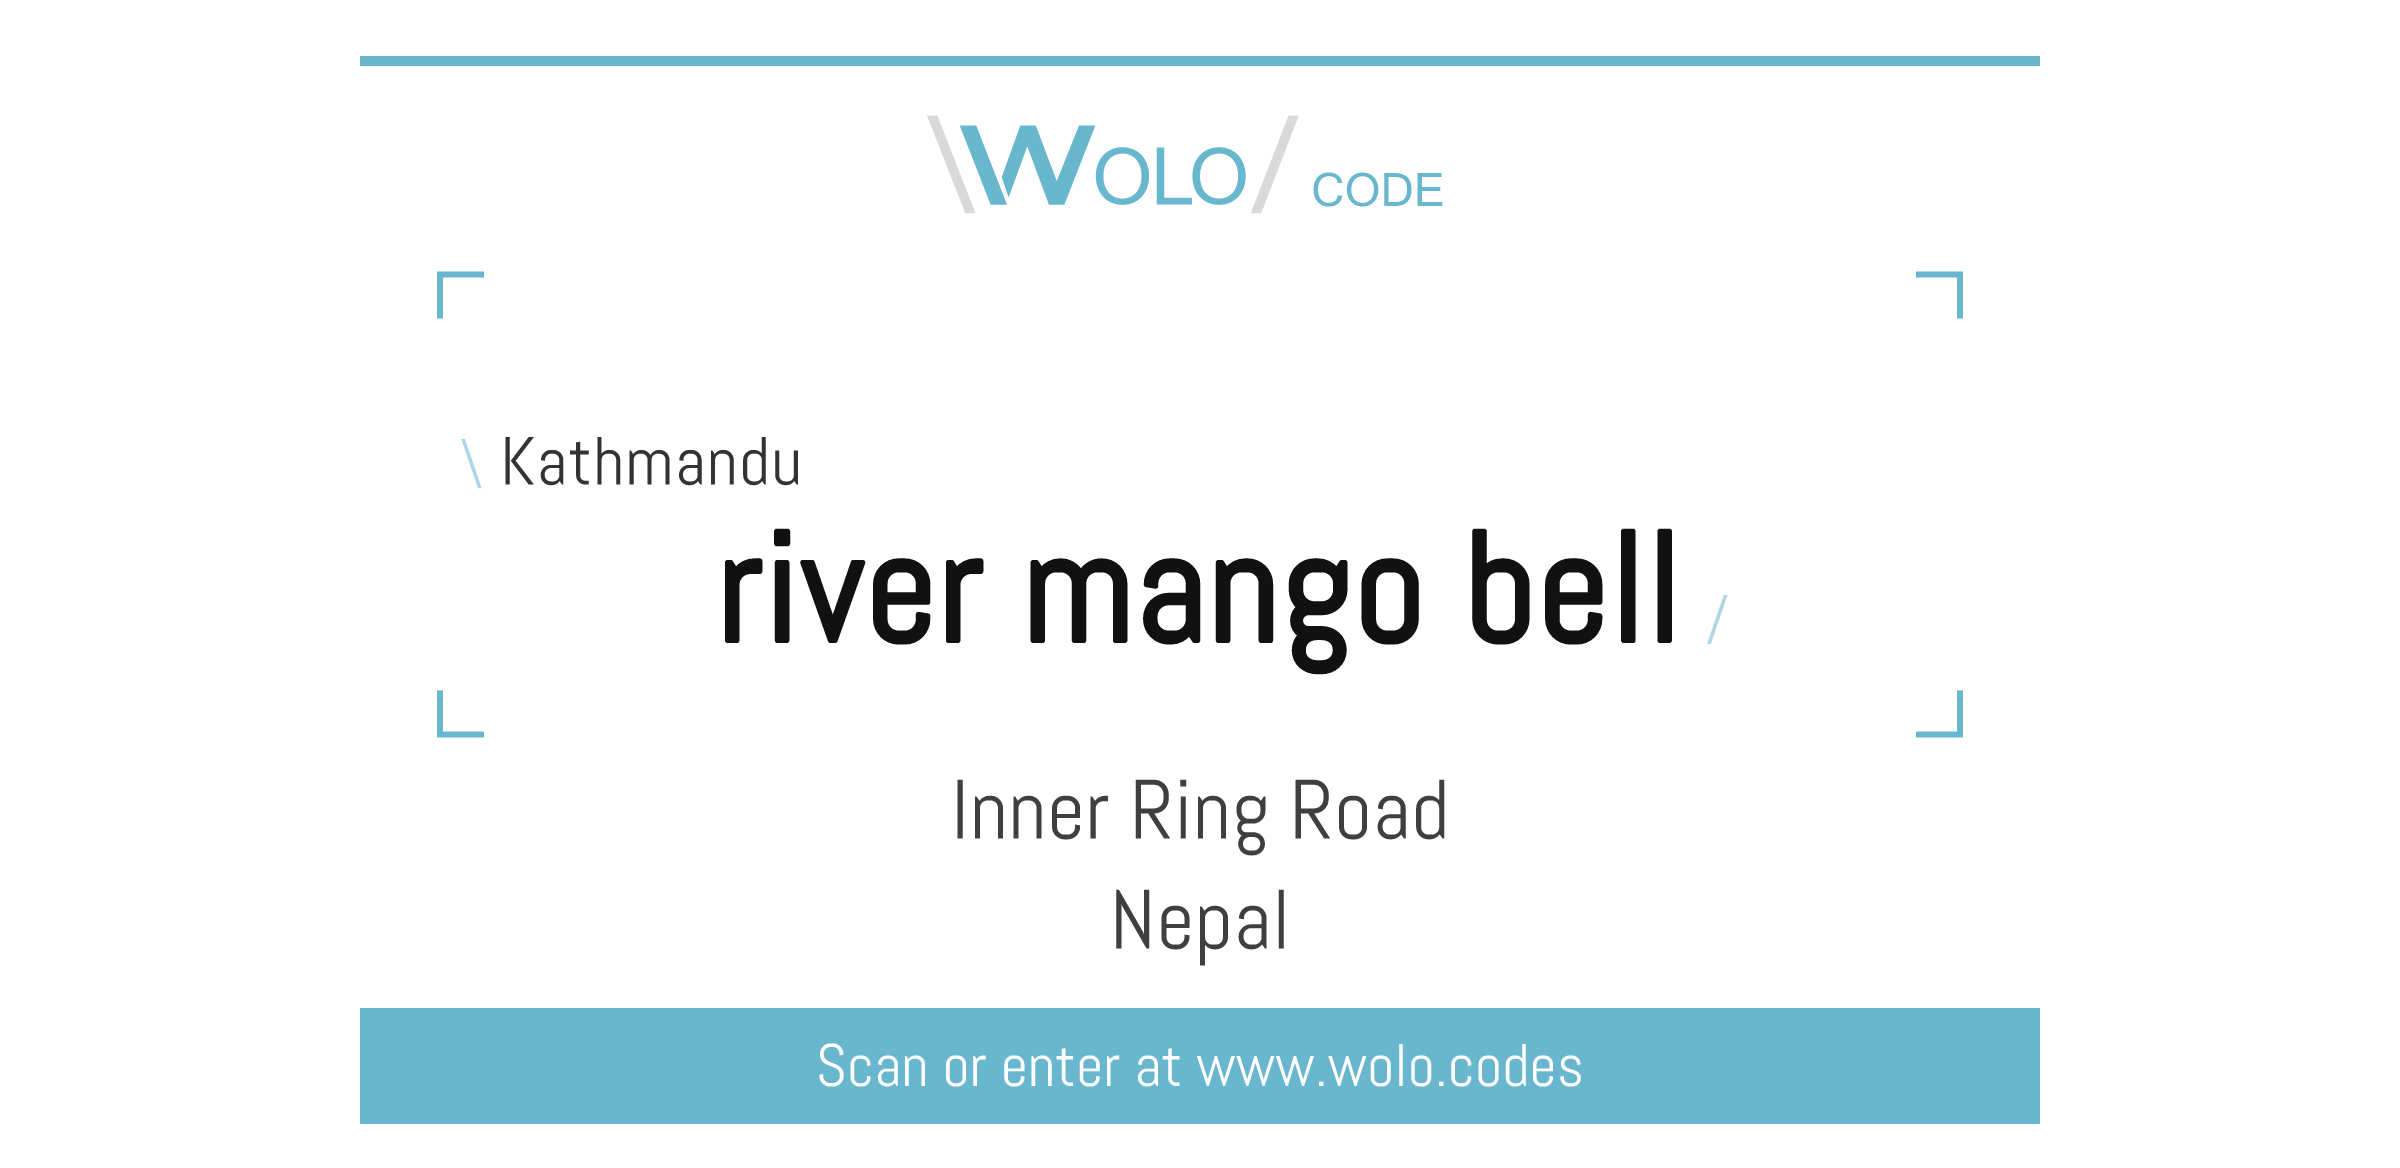 \WOLO/ CODE
\ Kathmandu
river mango bell /
Inner Ring Road
Nepal
Scan or enter at www.wolo.codes